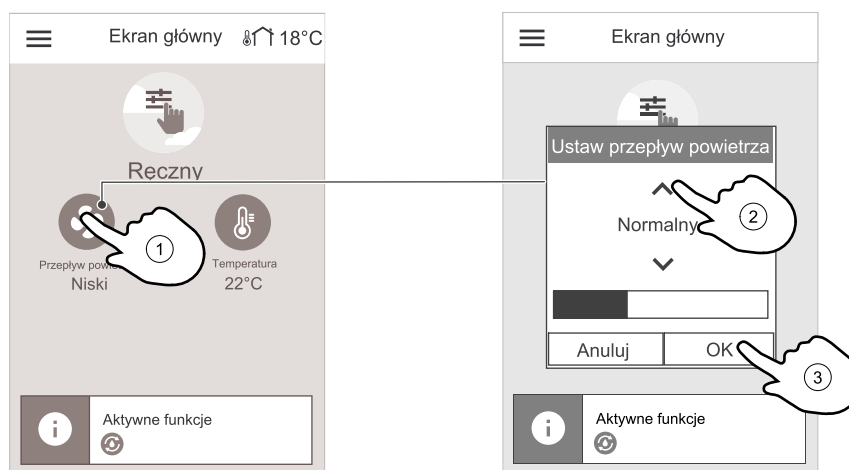 Ekran główny 18°C
Ręczny
1
Przepływ
Niski
Temperatura
22°C
Aktywne funkcje
i
Ekran główny
Ustaw przepływ powietrza
2
Normalny
Anuluj
OK
3
Aktywne funkcje
i